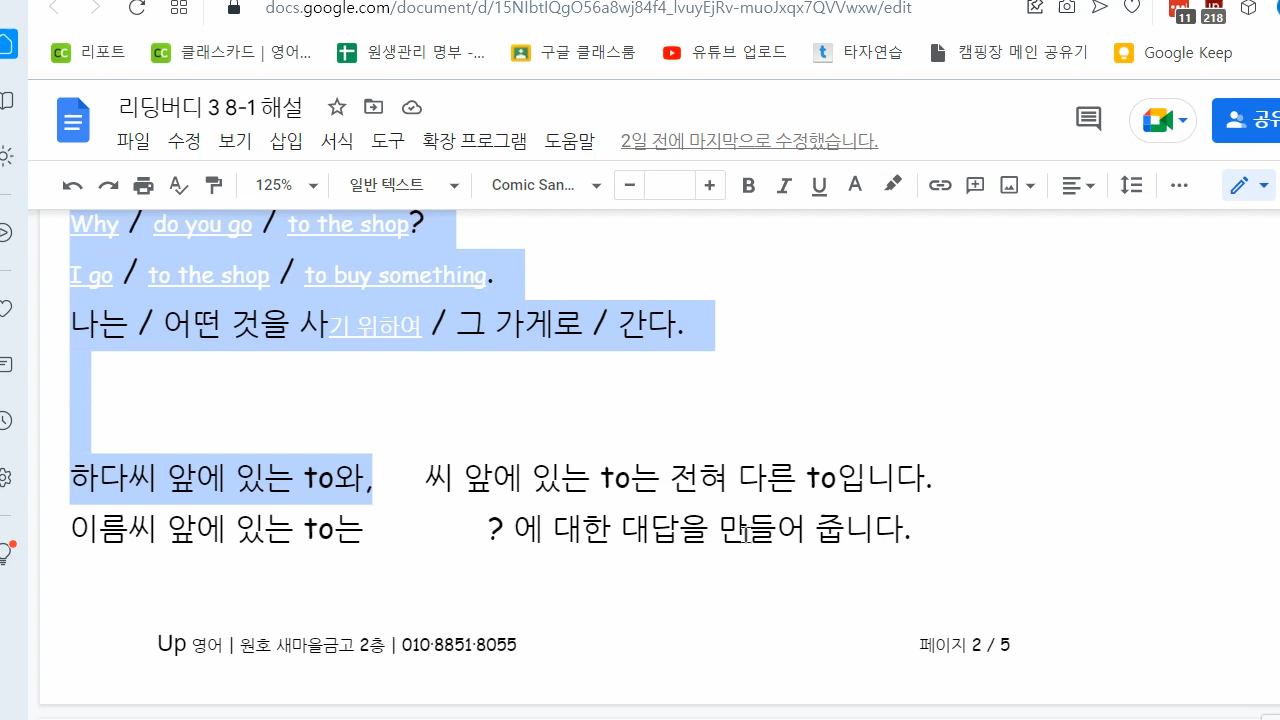 docs.google.com/document/d/15NIbtIQgO56a8wj84f4_lvuyEjRv-muoJxqx7QVVwxw/edit
11 218
리포트 클래스카드 | 영어... 원생관리 명부 -... 구글 클래스룸 유튜브 업로드 타자연습 캠핑장 메인 공유기 Google Keep
리딩버디 3 8-1 해설
공유
파일 수정 보기 삽입 서식 도구 확장 프로그램 도움말 2일 전에 마지막으로 수정했습니다.
125% 일반 텍스트 Comic San... − + B I U A
Why / do you go / to the shop?
I go / to the shop / to buy something.
나는 / 어떤 것을 사기 위하여 / 그 가게로 / 간다.
하다씨 앞에 있는 to와, 씨 앞에 있는 to는 전혀 다른 to입니다.
이름씨 앞에 있는 to는 ? 에 대한 대답을 만들어 줍니다.
Up 영어 | 원호 새마을금고 2층 | 010·8851·8055 페이지 2 / 5